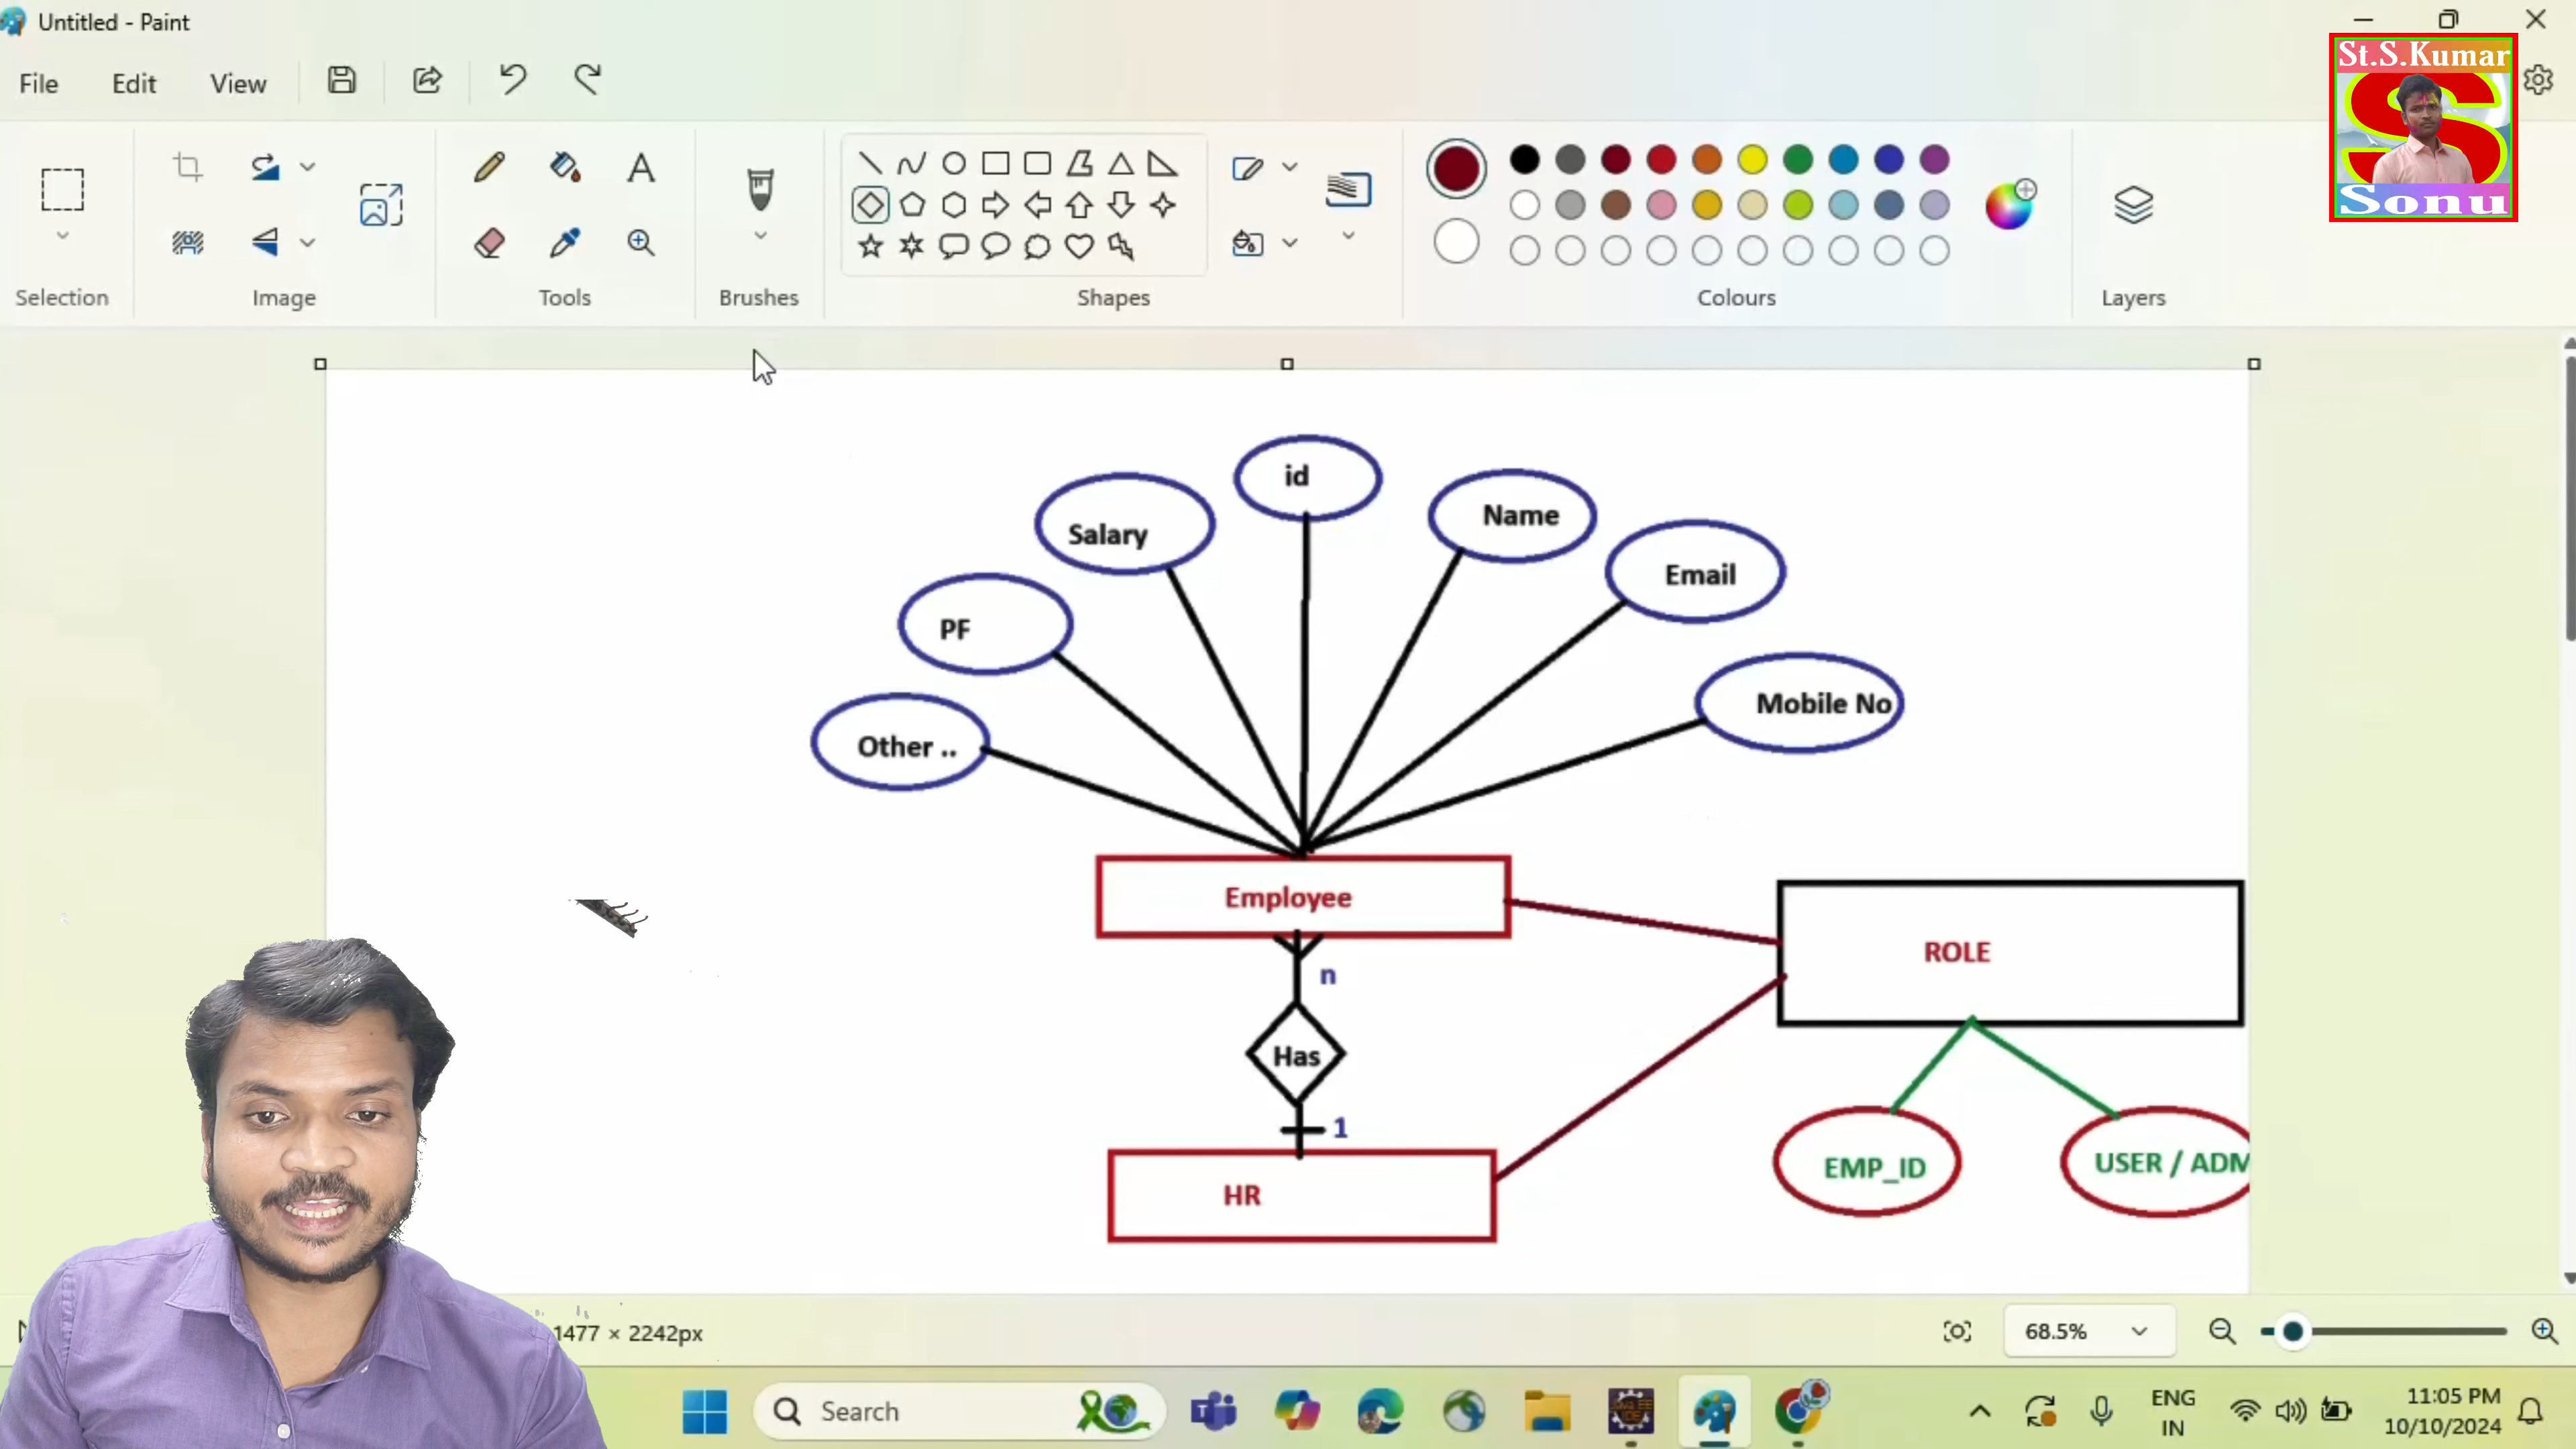 Untitled - Paint
St.S.Kumar
S
Sonu
File Edit View
A
Selection Image Tools Brushes Shapes Colours Layers
id
Salary Name
Email
PF
Mobile No
Other ..
Employee
ROLE
n
Has
1
EMP_ID USER / ADM
HR
1477 × 2242px
68.5%
Search
ENG
IN
11:05 PM
10/10/2024